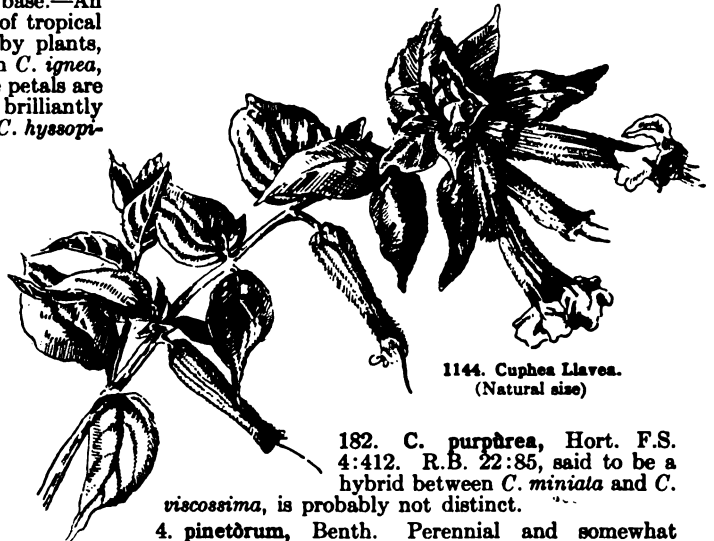 base.—An
of tropical
by plants,
C. ignea,
petals are
brilliantly
C. hyssopi-
1144. Cuphea Llavea.
(Natural size)
182. C. purpùrea, Hort. F.S.
4:412. R.B. 22:85, said to be a
hybrid between C. miniata and C.
viscossima, is probably not distinct.
4. pinetòrum, Benth. Perennial and somewhat